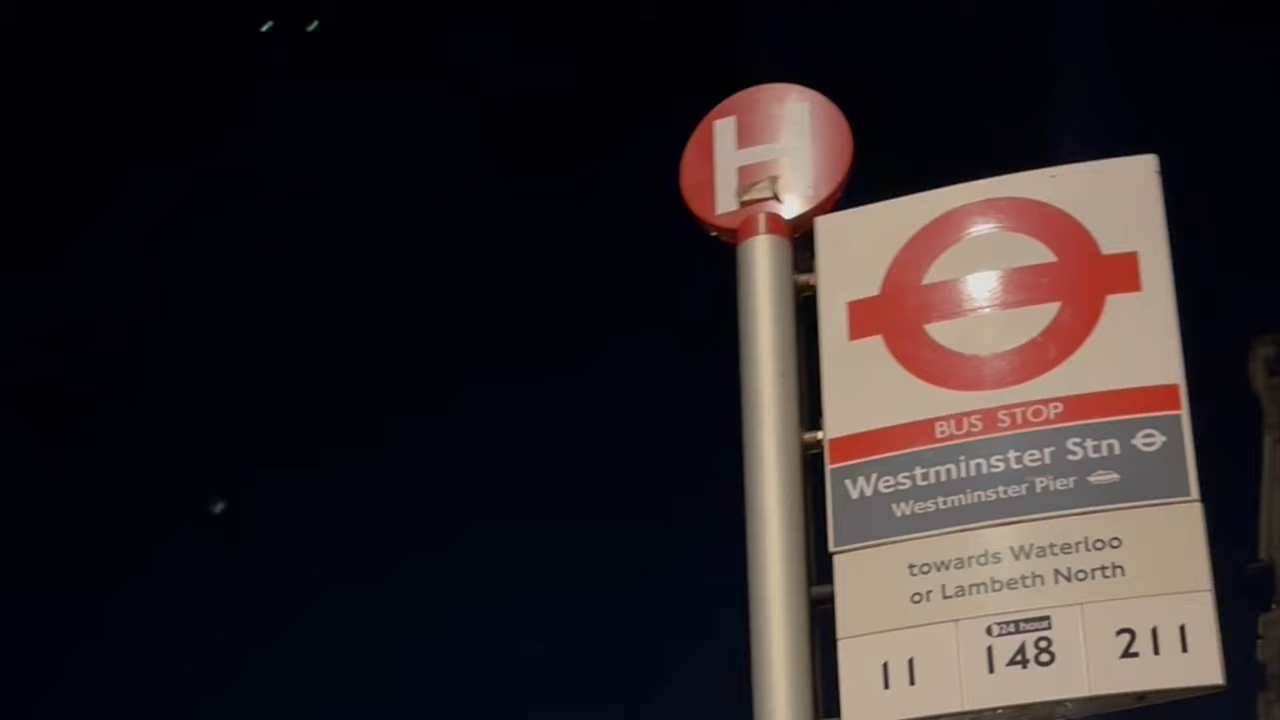 H
BUS STOP
Westminster Stn
Westminster Pier
towards Waterloo
or Lambeth North
11
24 hour
148
211